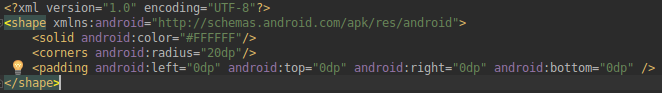 <?xml version="1.0" encoding="UTF-8"?>
<shape xmlns:android="http://schemas.android.com/apk/res/android">
    <solid android:color="#FFFFFF"/>
    <corners android:radius="20dp"/>
    <padding android:left="0dp" android:top="0dp" android:right="0dp" android:bottom="0dp" />
</shape>